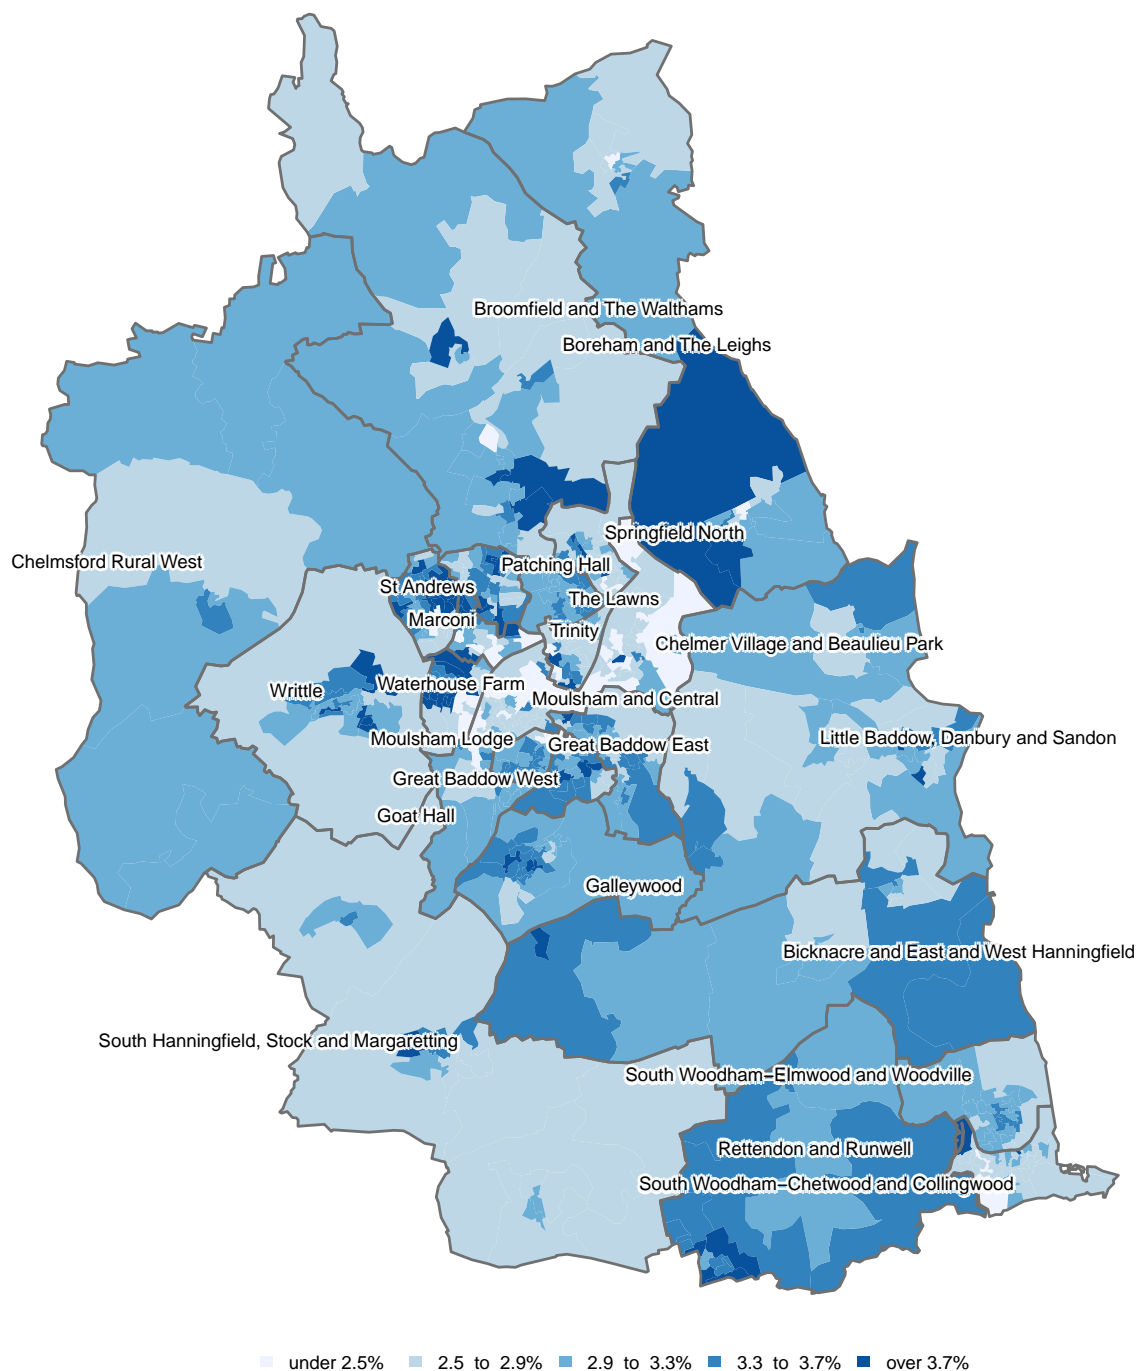 Broomfield and The Walthams
Boreham and The Leighs
Springfield North
Chelmsford Rural West
Patching Hall
St Andrews
The Lawns
Marconi
Trinity
Chelmer Village and Beaulieu Park
Waterhouse Farm
Writtle
Moulsham and Central
Moulsham Lodge
Little Baddow, Danbury and Sandon
Great Baddow East
Great Baddow West
Goat Hall
Galleywood
Bicknacre and East and West Hanningfield
South Hanningfield, Stock and Margaretting
South Woodham−Elmwood and Woodville
Rettendon and Runwell
South Woodham−Chetwood and Collingwood
under 2.5% 2.5 to 2.9% 2.9 to 3.3% 3.3 to 3.7% over 3.7%